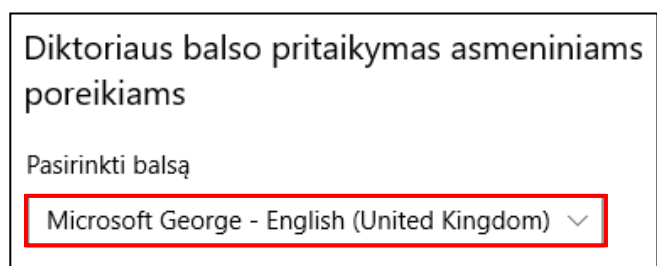 Diktoriaus balso pritaikymas asmeniniams
poreikiams
Pasirinkti balsą
Microsoft George - English (United Kingdom)